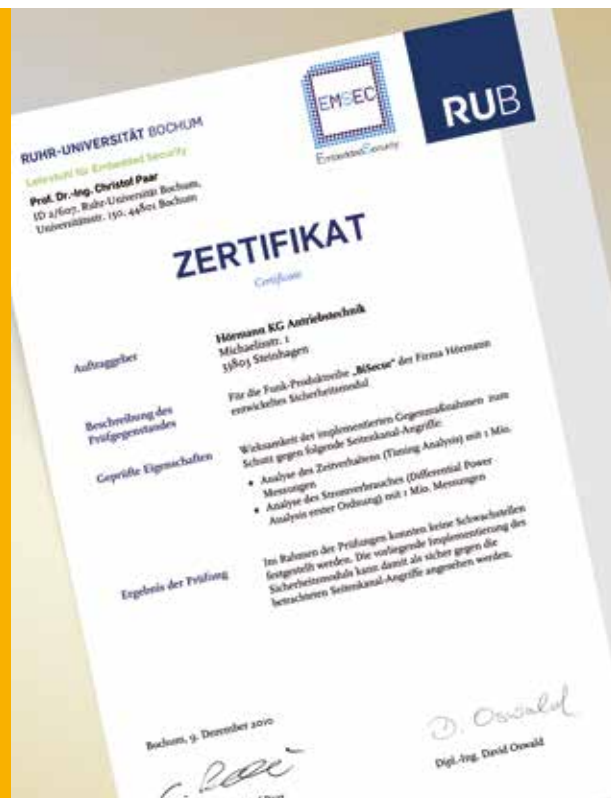 RUHR-UNIVERSITÄT BOCHUM
Lehrstuhl für Embedded Security
Prof. Dr.-Ing. Christof Paar
ID 2/607, Ruhr-Universität Bochum,
Universitätsstr. 150, 44801 Bochum
EMSEC
Embedded Security
RUB
ZERTIFIKAT
Certificate
Auftraggeber
Hörmann KG Antriebstechnik
Michaelisstr. 1
33803 Steinhagen
Beschreibung des
Prüfgegenstandes
Für die Funk-Produktreihe „BiSecur" der Firma Hörmann
entwickeltes Sicherheitsmodul
Geprüfte Eigenschaften
Wirksamkeit der implementierten Gegenmaßnahmen zum
Schutz gegen folgende Seitenkanal-Angriffe:
• Analyse des Zeitverhaltens (Timing Analysis) mit 1 Mio.
Messungen
• Analyse des Stromverbrauches (Differential Power
Analysis erster Ordnung) mit 1 Mio. Messungen
Ergebnis der Prüfung
Im Rahmen der Prüfungen konnten keine Schwachstellen
festgestellt werden. Die vorliegende Implementierung des
Sicherheitsmoduls kann damit als sicher gegen die
betrachteten Seitenkanal-Angriffe angesehen werden.
Bochum, 9. Dezember 2010
D. Oswald
Dipl.-Ing. David Oswald